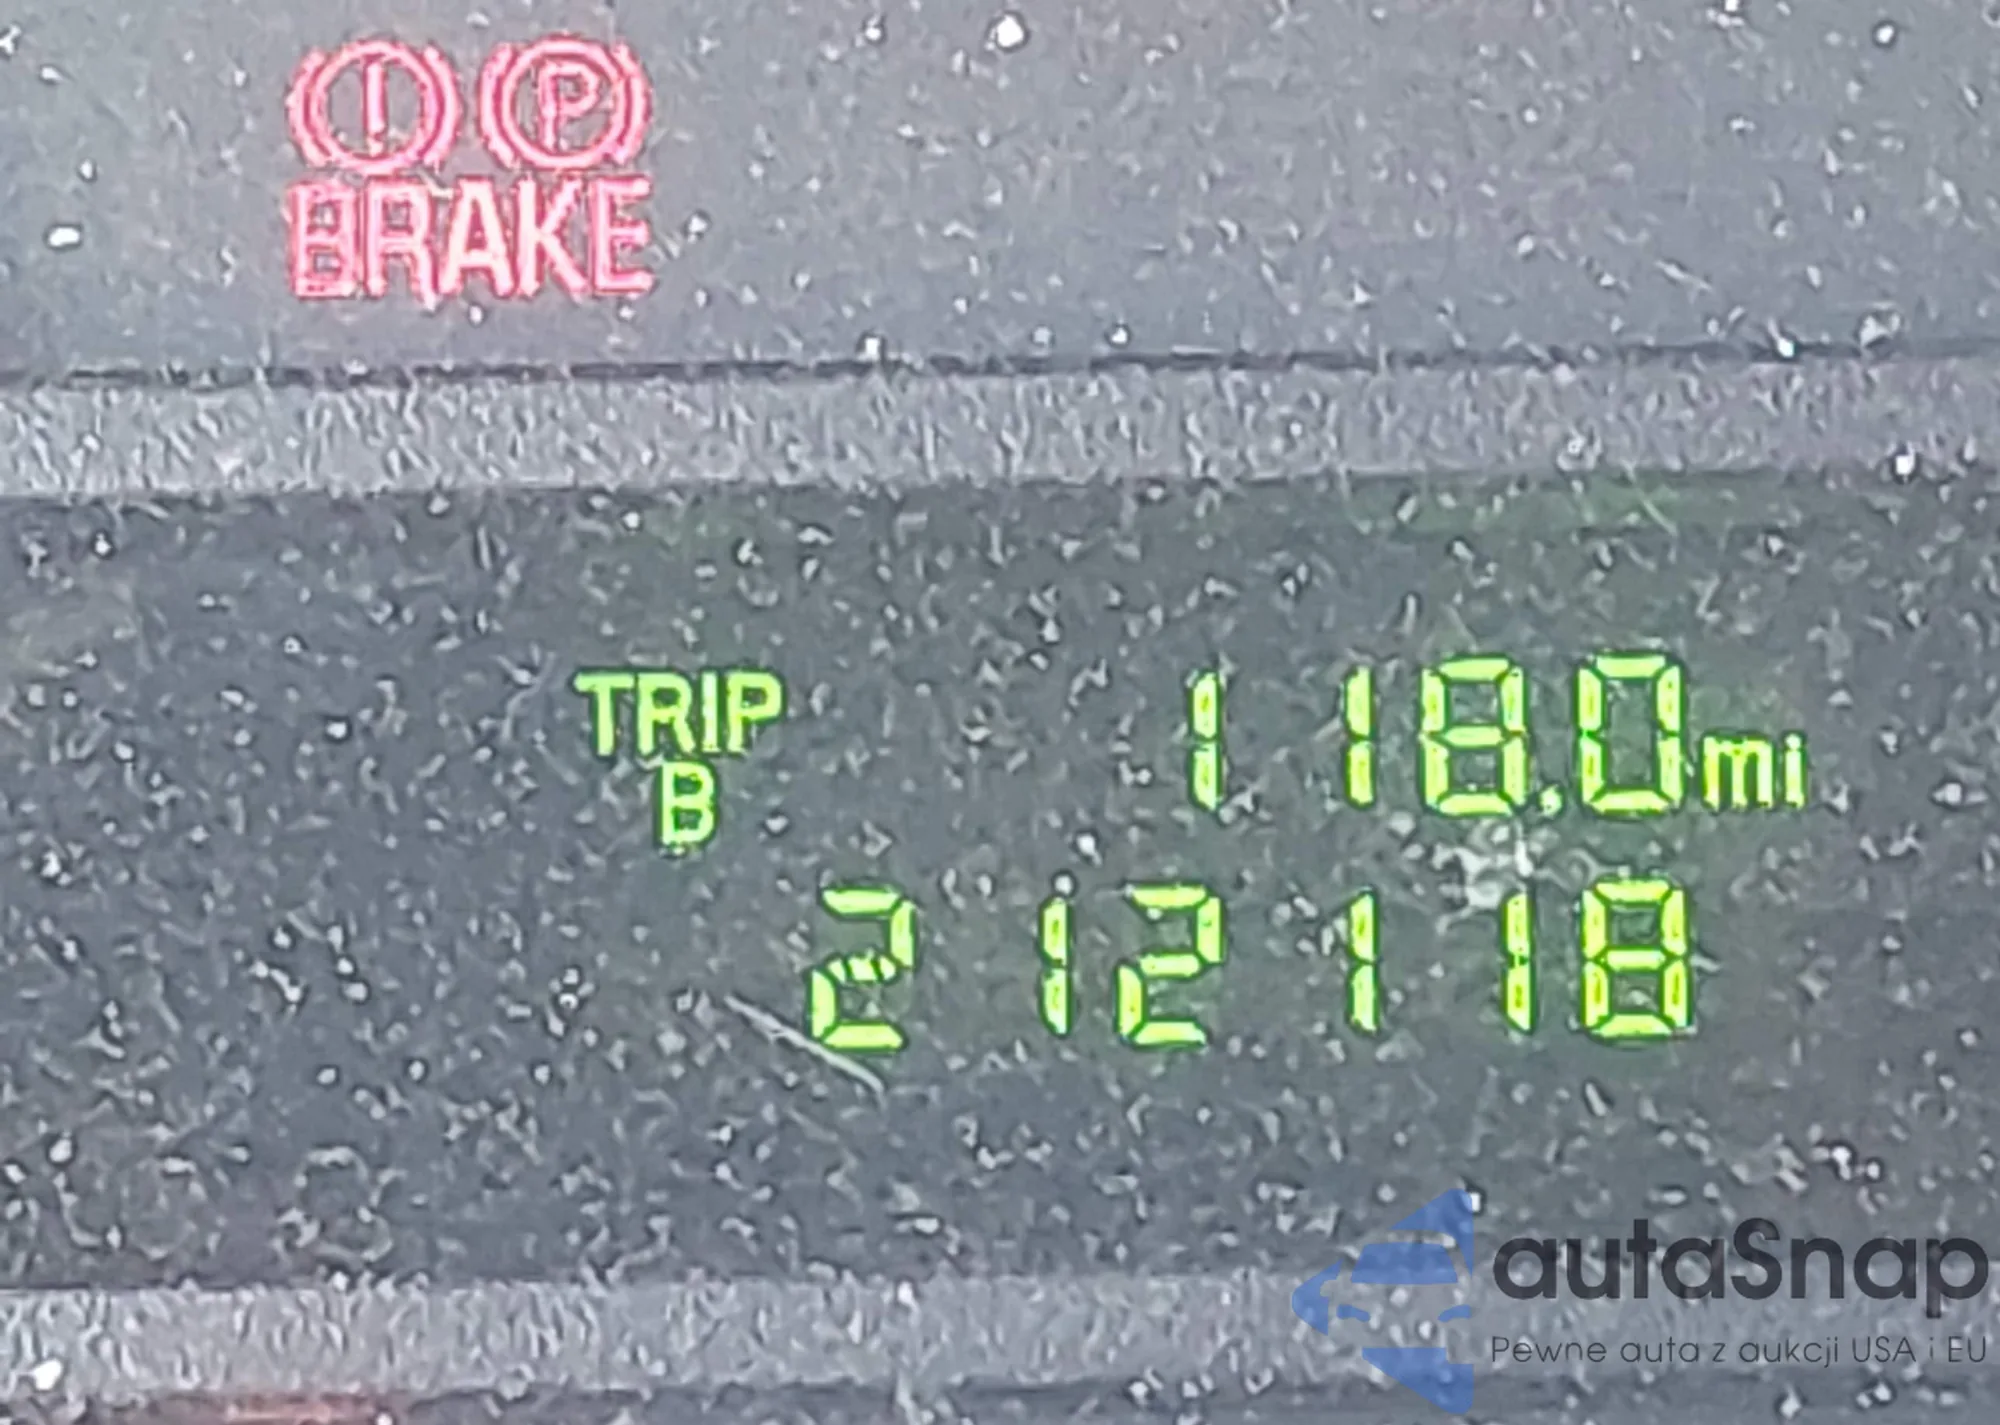 (!) (P)
BRAKE
TRIP 118.0 mi
B
212118
autaSnap
Pewne auta z aukcji USA i EU